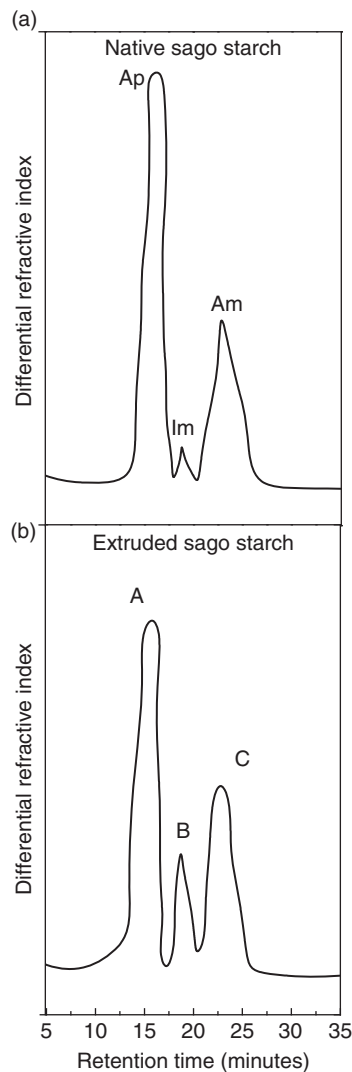 (a)
Native sago starch
Ap
Am
Im
Differential refractive index
(b)
Extruded sago starch
A
C
B
Differential refractive index
5 10 15 20 25 30 35
Retention time (minutes)